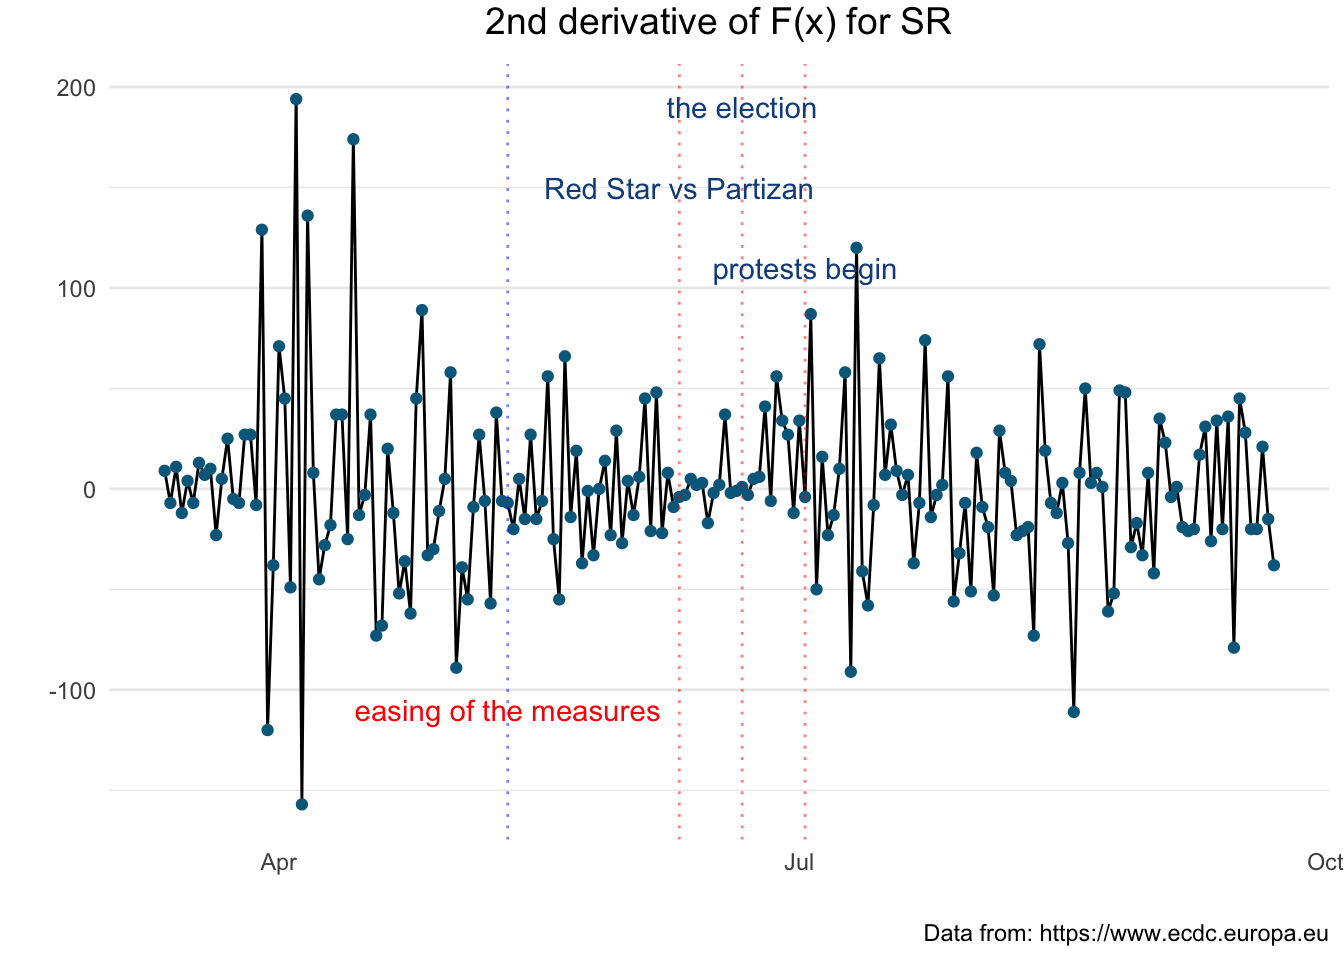 2nd derivative of F(x) for SR
200
the election
Red Star vs Partizan
protests begin
100
0
-100
easing of the measures
Apr
Jul
Oct
Data from: https://www.ecdc.europa.eu